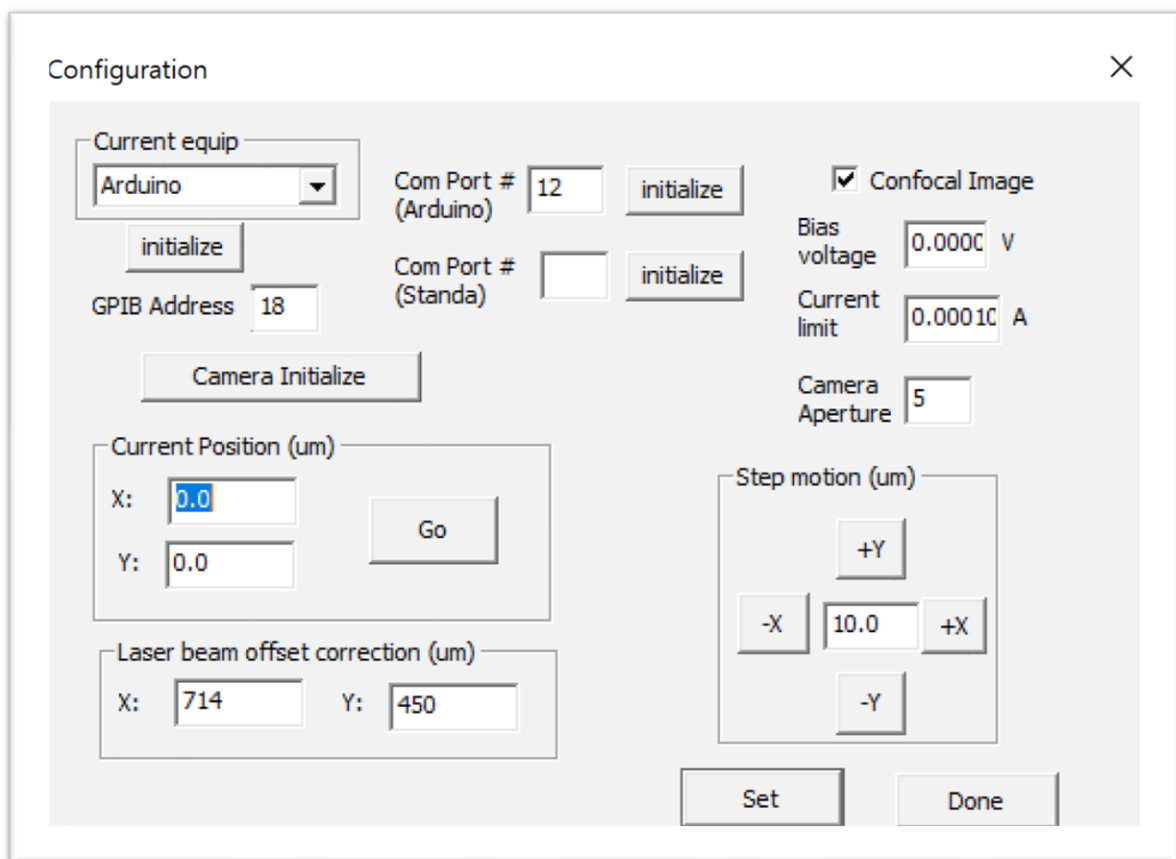 Configuration
Current equip
Arduino
initialize
GPIB Address 18
Com Port #
(Arduino)
12
initialize
Com Port #
(Standa)
initialize
Confocal Image
Bias
voltage
0.0000 V
Current
limit
0.00010 A
Camera
Aperture
5
Camera Initialize
Current Position (um)
X: 0.0
Y: 0.0
Go
Laser beam offset correction (um)
X: 714 Y: 450
Step motion (um)
+Y
-X 10.0 +X
-Y
Set Done